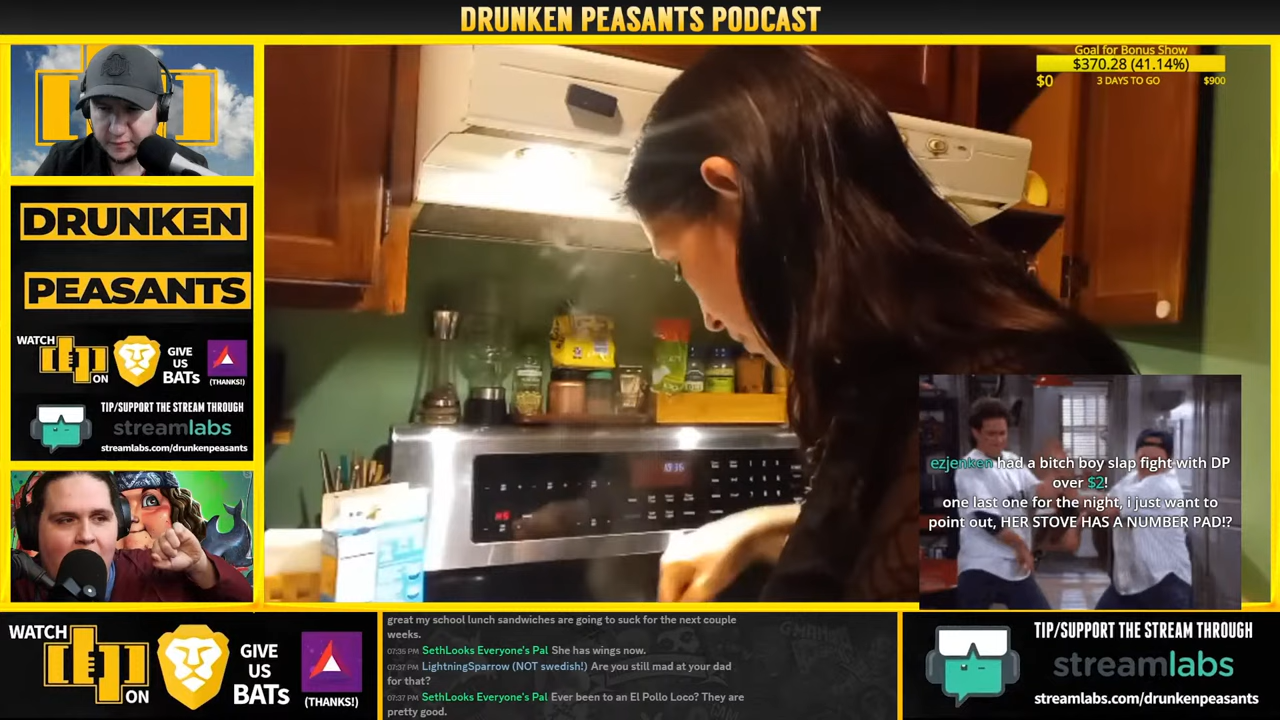 DRUNKEN PEASANTS PODCAST
Goal for Bonus Show
$370.28 (41.14%)
$0
3 DAYS TO GO
$900
DRUNKEN
PEASANTS
WATCH
ON
GIVE
US
BATs
(THANKS!)
TIP/SUPPORT THE STREAM THROUGH
streamlabs
streamlabs.com/drunkenpeasants
ezjenken had a bitch boy slap fight with DP
over $2!
one last one for the night, i just want to
point out, HER STOVE HAS A NUMBER PAD!?
WATCH
ON
GIVE
US
BATs
(THANKS!)
great my school lunch sandwiches are going to suck for the next couple
weeks.
07:36 PM SethLooks Everyone's Pal She has wings now.
07:37 PM LightningSparrow (NOT swedish!) Are you still mad at your dad
for that?
07:37 PM SethLooks Everyone's Pal Ever been to an El Pollo Loco? They are
pretty good.
TIP/SUPPORT THE STREAM THROUGH
streamlabs
streamlabs.com/drunkenpeasants